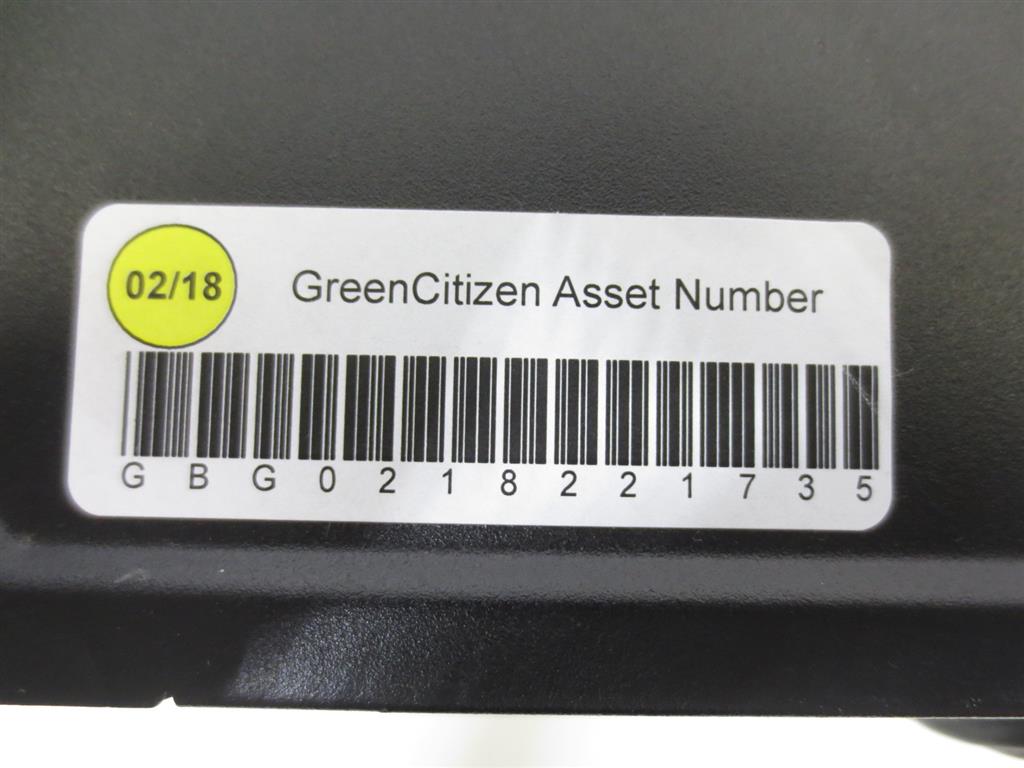 02/18
GreenCitizen Asset Number
GBG0218221735